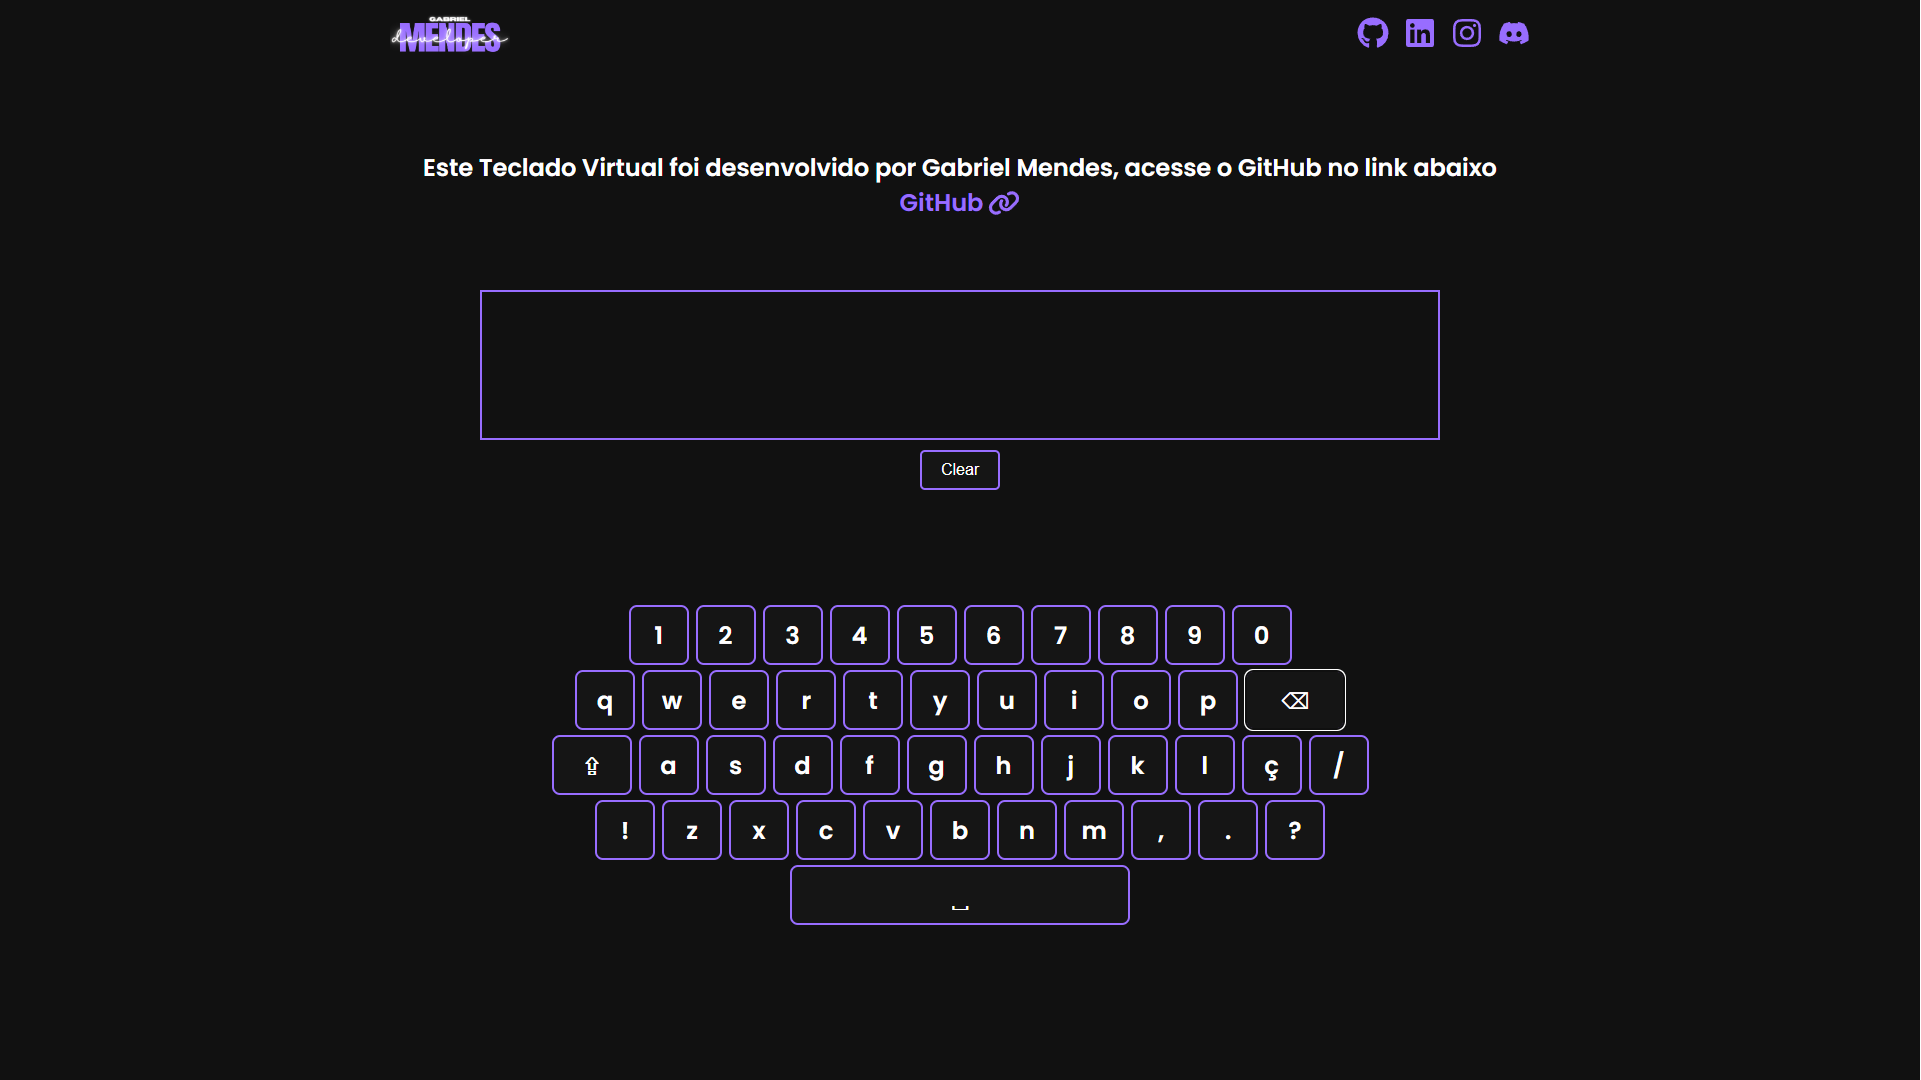 GABRIEL
MENDES
developer
Este Teclado Virtual foi desenvolvido por Gabriel Mendes, acesse o GitHub no link abaixo
GitHub
Clear
1 2 3 4 5 6 7 8 9 0
q w e r t y u i o p ⌫
⇪ a s d f g h j k l ç /
! z x c v b n m , . ?
⎵